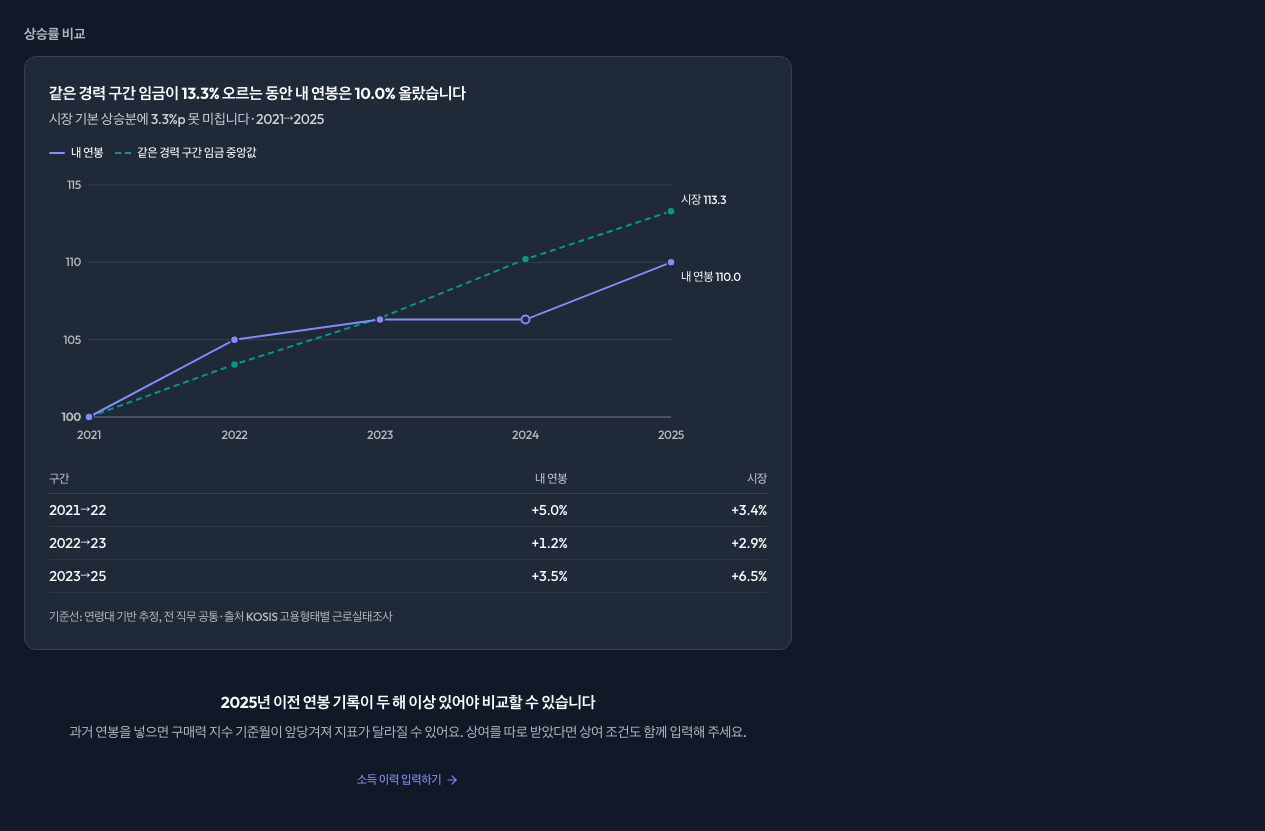 상승률 비교
같은 경력 구간 임금이 13.3% 오르는 동안 내 연봉은 10.0% 올랐습니다
시장 기본 상승분에 3.3%p 못 미칩니다 · 2021→2025
내 연봉 같은 경력 구간 임금 중앙값
115
시장 113.3
110
내 연봉 110.0
105
100
2021 2022 2023 2024 2025
구간 내 연봉 시장
2021→22 +5.0% +3.4%
2022→23 +1.2% +2.9%
2023→25 +3.5% +6.5%
기준선: 연령대 기반 추정, 전 직무 공통 · 출처 KOSIS 고용형태별 근로실태조사
2025년 이전 연봉 기록이 두 해 이상 있어야 비교할 수 있습니다
과거 연봉을 넣으면 구매력 지수 기준월이 앞당겨져 지표가 달라질 수 있어요. 상여를 따로 받았다면 상여 조건도 함께 입력해 주세요.
소득 이력 입력하기 →